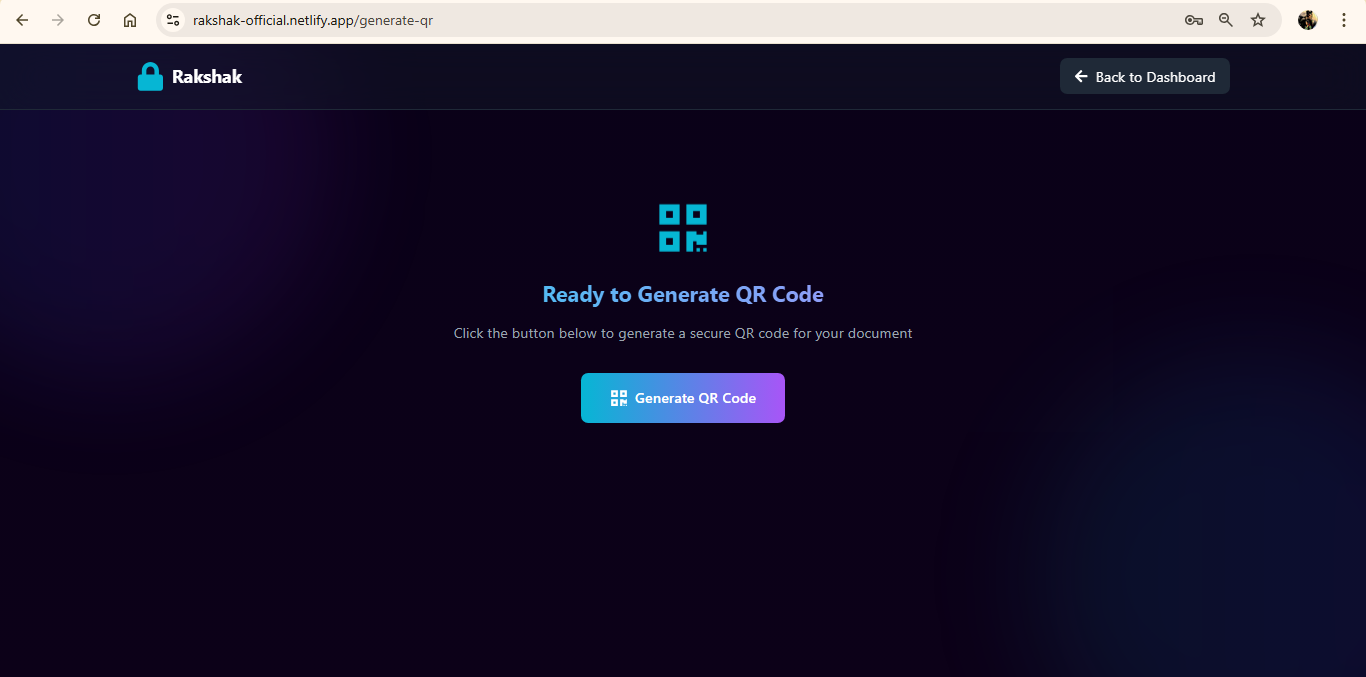 rakshak-official.netlify.app/generate-qr
Rakshak
Back to Dashboard
Ready to Generate QR Code
Click the button below to generate a secure QR code for your document
Generate QR Code